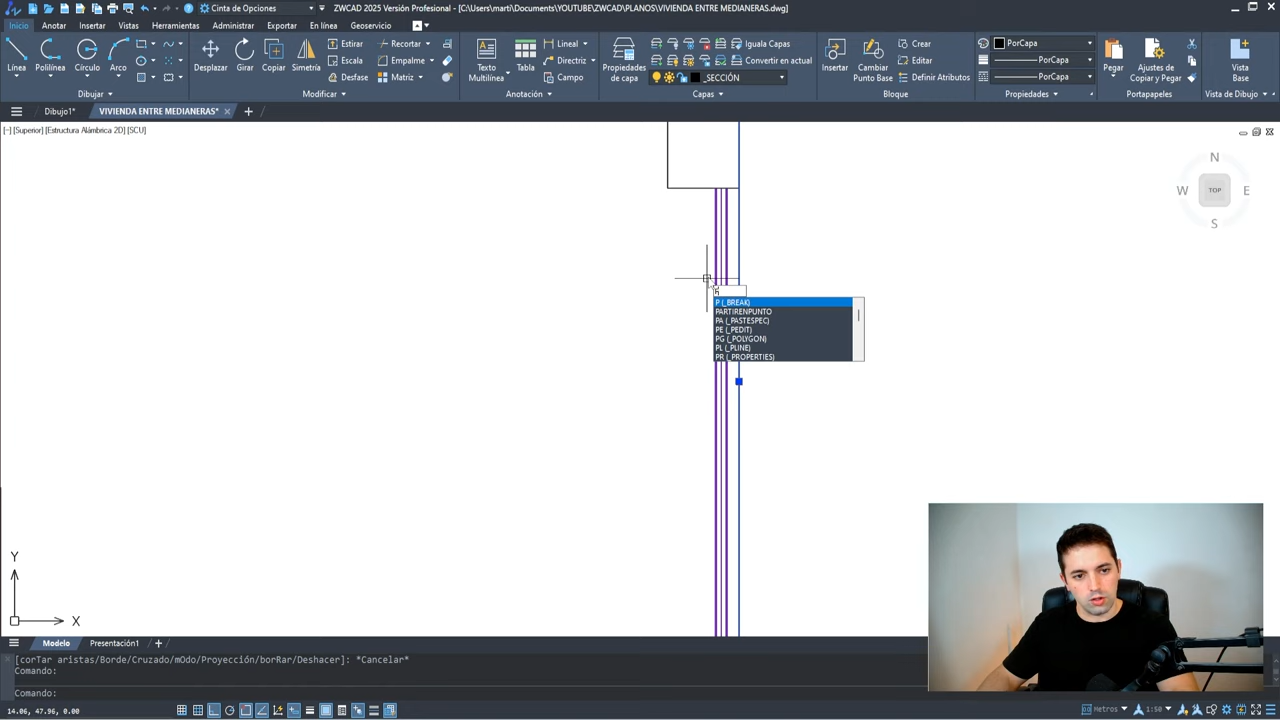 Cinta de Opciones
ZWCAD 2025 Versión Profesional - [C:\Users\marti\Documents\YOUTUBE\ZWCAD\PLANOS\VIVIENDA ENTRE MEDIANERAS.dwg]
Inicio Anotar Insertar Vistas Herramientas Administrar Exportar En línea Geoservicio
Línea Polilínea Círculo Arco
Dibujar
Desplazar Girar Copiar Simetría
Estirar Recortar
Escala Empalme
Desfase Matriz
Modificar
Texto Multilínea Tabla
Lineal
Directriz
Campo
Anotación
Propiedades de capa
Iguala Capas
Convertir en actual
_SECCIÓN
Capas
Insertar Cambiar Punto Base
Crear
Editar
Definir Atributos
Bloque
PorCapa
PorCapa
PorCapa
Propiedades
Pegar Ajustes de Copiar y Pegar
Portapapeles
Vista Base
Vista de Dibujo
Dibujo1* VIVIENDA ENTRE MEDIANERAS*
[−] [Superior] [Estructura Alámbrica 2D] [SCU]
N
W TOP E
S
P (_BREAK)
PARTIRENPUNTO
PA (_PASTESPEC)
PE (_PEDIT)
PG (_POLYGON)
PL (_PLINE)
PR (_PROPERTIES)
Y
X
Modelo Presentación1
[corTar aristas/Borde/Cruzado/mOdo/Proyección/borRar/Deshacer]: *Cancelar*
Comando:
Comando:
14.06, 47.96, 0.00
Metros 1:50